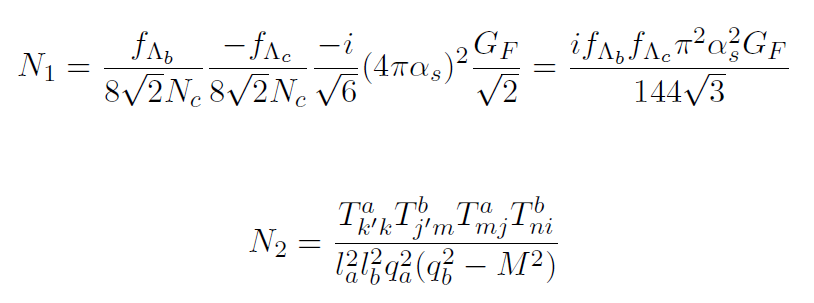 N_1 = \frac{f_{\Lambda_b}}{8\sqrt{2}N_c} \frac{-f_{\Lambda_c}}{8\sqrt{2}N_c} \frac{-i}{\sqrt{6}} (4\pi\alpha_s)^2 \frac{G_F}{\sqrt{2}} = \frac{i f_{\Lambda_b} f_{\Lambda_c} \pi^2 \alpha_s^2 G_F}{144\sqrt{3}}
N_2 = \frac{T^a_{k'k} T^b_{j'm} T^a_{mj} T^b_{ni}}{l_a^2 l_b^2 q_a^2 (q_b^2 - M^2)}